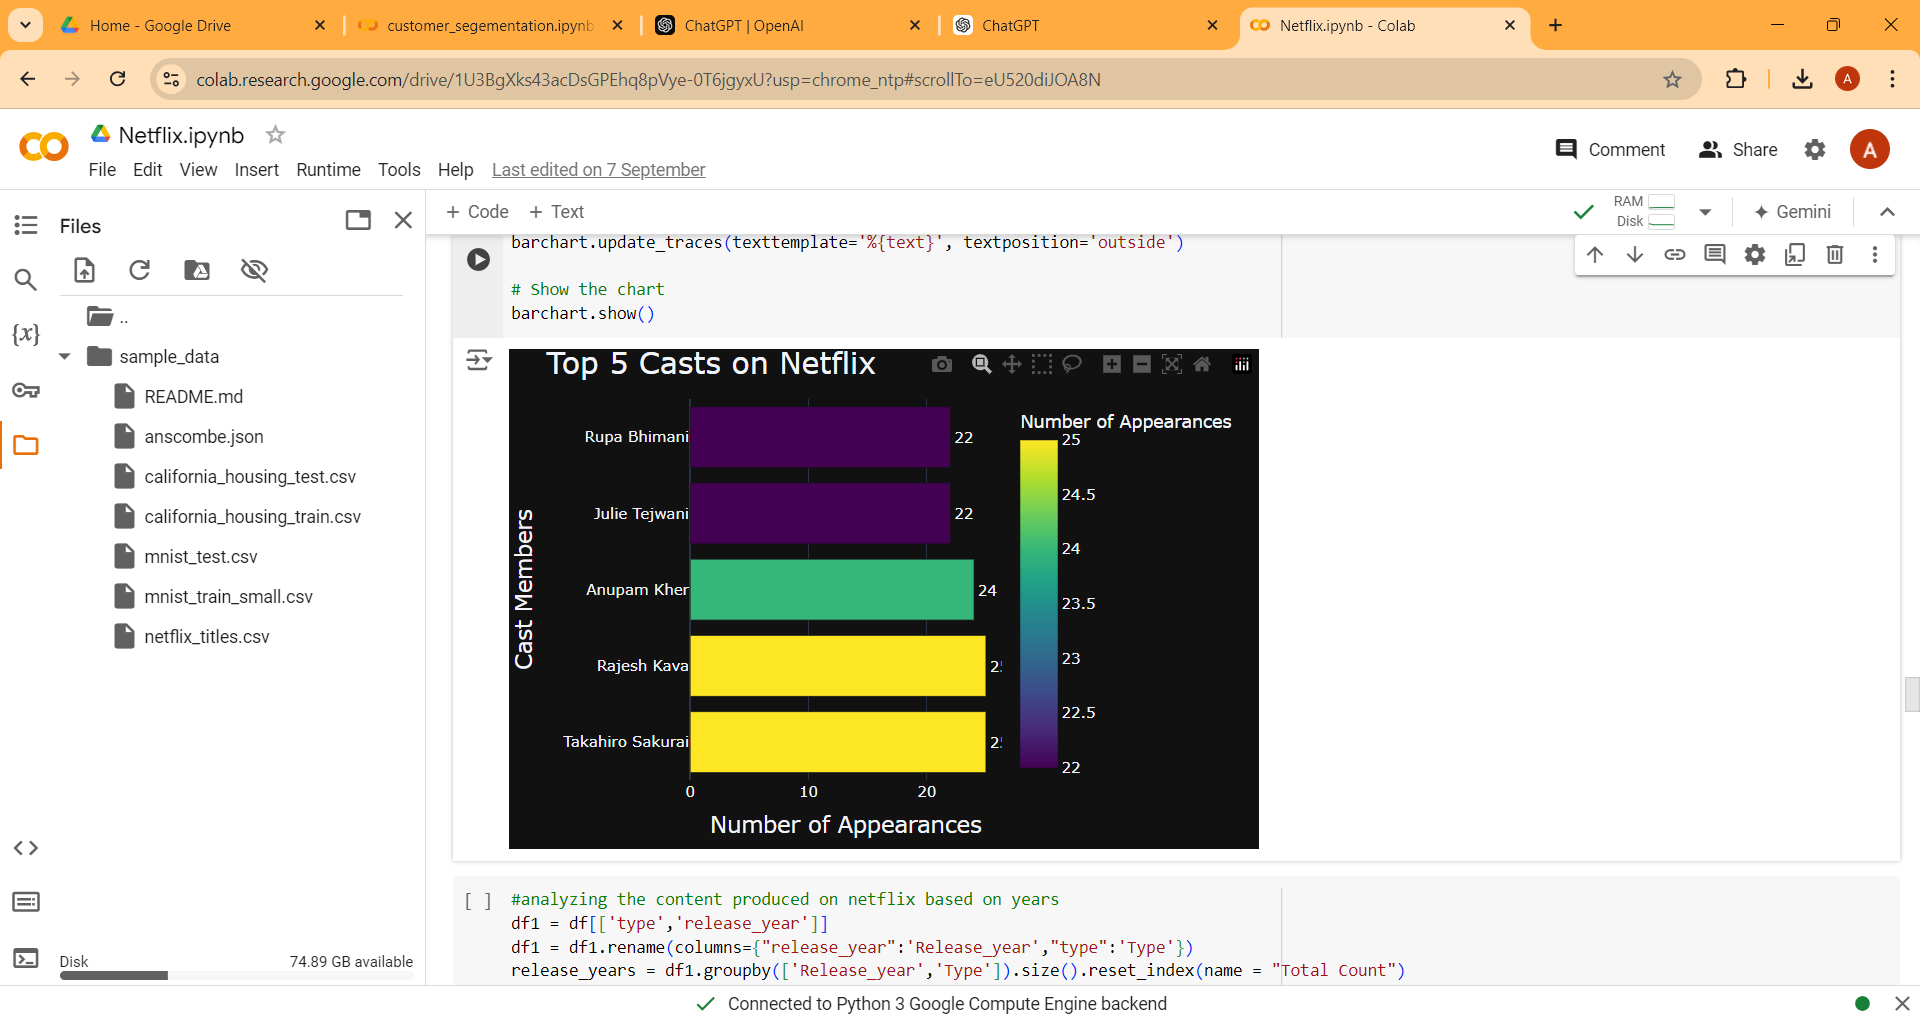 Home - Google Drive
customer_segementation.ipynb
ChatGPT | OpenAI
ChatGPT
Netflix.ipynb - Colab
colab.research.google.com/drive/1U3BgXks43acDsGPEhq8pVye-0T6jgyxU?usp=chrome_ntp#scrollTo=eU520diJOA8N
A
Netflix.ipynb
File Edit View Insert Runtime Tools Help Last edited on 7 September
Comment
Share
A
Files
+ Code + Text
RAM
Disk
Gemini
..
sample_data
README.md
anscombe.json
california_housing_test.csv
california_housing_train.csv
mnist_test.csv
mnist_train_small.csv
netflix_titles.csv
Disk 74.89 GB available
barchart.update_traces(texttemplate='%{text}', textposition='outside')
# Show the chart
barchart.show()
Top 5 Casts on Netflix
Cast Members
Rupa Bhimani 22
Julie Tejwani 22
Anupam Kher 24
Rajesh Kava
Takahiro Sakurai
0 10 20
Number of Appearances
Number of Appearances
25
24.5
24
23.5
23
22.5
22
[ ] #analyzing the content produced on netflix based on years
df1 = df[['type','release_year']]
df1 = df1.rename(columns={"release_year":'Release_year',"type":'Type'})
release_years = df1.groupby(['Release_year','Type']).size().reset_index(name = "Total Count")
Connected to Python 3 Google Compute Engine backend